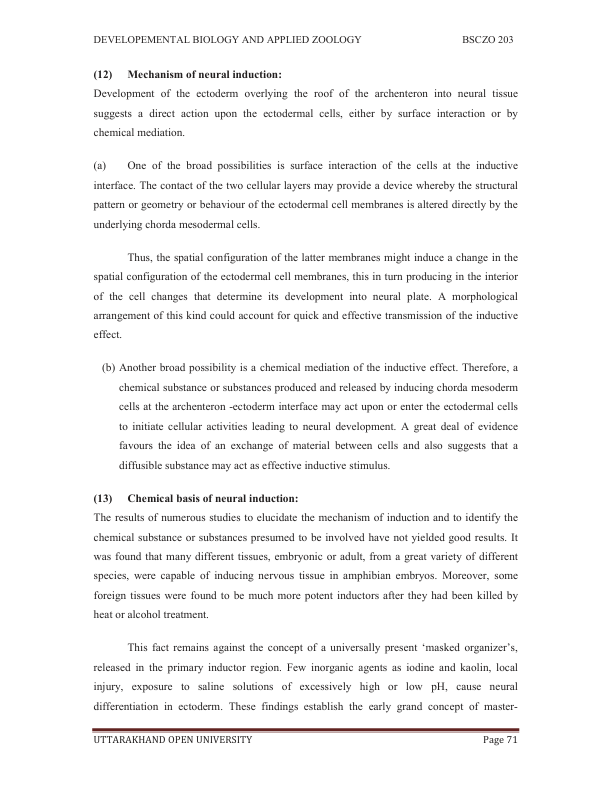 DEVELOPEMENTAL BIOLOGY AND APPLIED ZOOLOGY BSCZO 203
(12) Mechanism of neural induction:
Development of the ectoderm overlying the roof of the archenteron into neural tissue
suggests a direct action upon the ectodermal cells, either by surface interaction or by
chemical mediation.
(a) One of the broad possibilities is surface interaction of the cells at the inductive
interface. The contact of the two cellular layers may provide a device whereby the structural
pattern or geometry or behaviour of the ectodermal cell membranes is altered directly by the
underlying chorda mesodermal cells.
Thus, the spatial configuration of the latter membranes might induce a change in the
spatial configuration of the ectodermal cell membranes, this in turn producing in the interior
of the cell changes that determine its development into neural plate. A morphological
arrangement of this kind could account for quick and effective transmission of the inductive
effect.
(b) Another broad possibility is a chemical mediation of the inductive effect. Therefore, a
chemical substance or substances produced and released by inducing chorda mesoderm
cells at the archenteron -ectoderm interface may act upon or enter the ectodermal cells
to initiate cellular activities leading to neural development. A great deal of evidence
favours the idea of an exchange of material between cells and also suggests that a
diffusible substance may act as effective inductive stimulus.
(13) Chemical basis of neural induction:
The results of numerous studies to elucidate the mechanism of induction and to identify the
chemical substance or substances presumed to be involved have not yielded good results. It
was found that many different tissues, embryonic or adult, from a great variety of different
species, were capable of inducing nervous tissue in amphibian embryos. Moreover, some
foreign tissues were found to be much more potent inductors after they had been killed by
heat or alcohol treatment.
This fact remains against the concept of a universally present ‘masked organizer’s,
released in the primary inductor region. Few inorganic agents as iodine and kaolin, local
injury, exposure to saline solutions of excessively high or low pH, cause neural
differentiation in ectoderm. These findings establish the early grand concept of master-
UTTARAKHAND OPEN UNIVERSITY Page 71